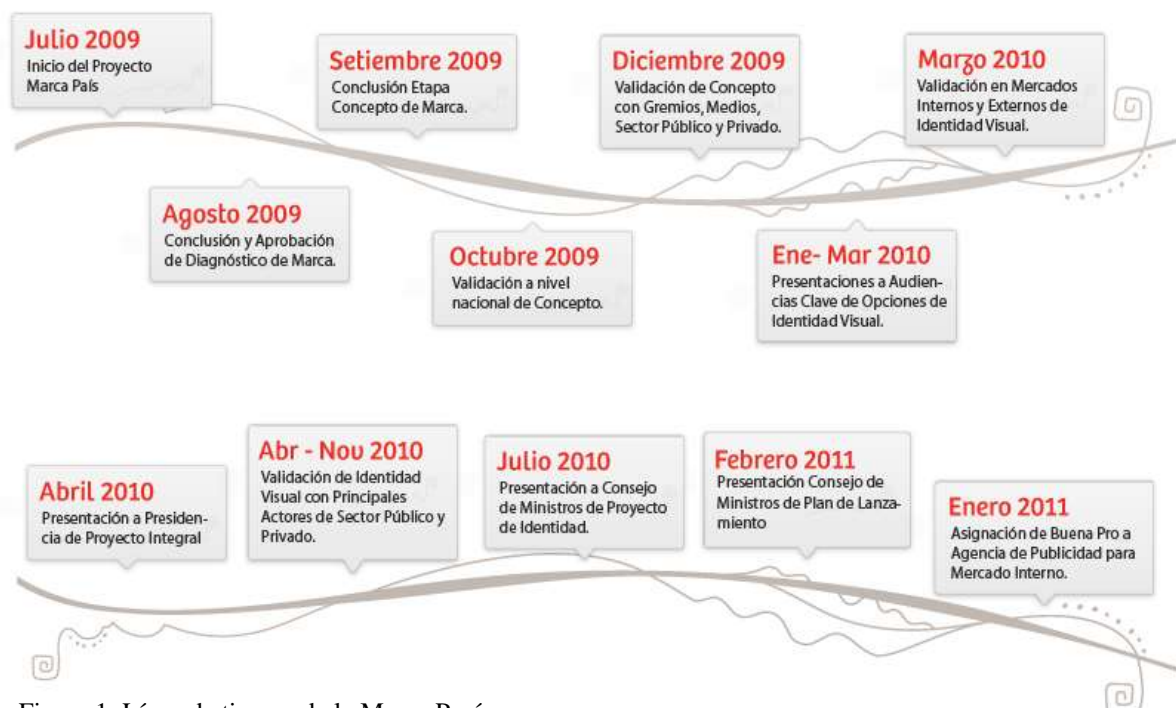 Julio 2009
Inicio del Proyecto
Marca País
Agosto 2009
Conclusión y Aprobación
de Diagnóstico de Marca.
Setiembre 2009
Conclusión Etapa
Concepto de Marca.
Octubre 2009
Validación a nivel
nacional de Concepto.
Diciembre 2009
Validación de Concepto
con Gremios, Medios,
Sector Público y Privado.
Ene- Mar 2010
Presentaciones a Audien-
cias Clave de Opciones de
Identidad Visual.
Marzo 2010
Validación en Mercados
Internos y Externos de
Identidad Visual.
Abril 2010
Presentación a Presiden-
cia de Proyecto Integral
Abr - Nov 2010
Validación de Identidad
Visual con Principales
Actores de Sector Público y
Privado.
Julio 2010
Presentación a Consejo
de Ministros de Proyecto
de Identidad.
Febrero 2011
Presentación Consejo de
Ministros de Plan de Lanza-
miento
Enero 2011
Asignación de Buena Pro a
Agencia de Publicidad para
Mercado Interno.